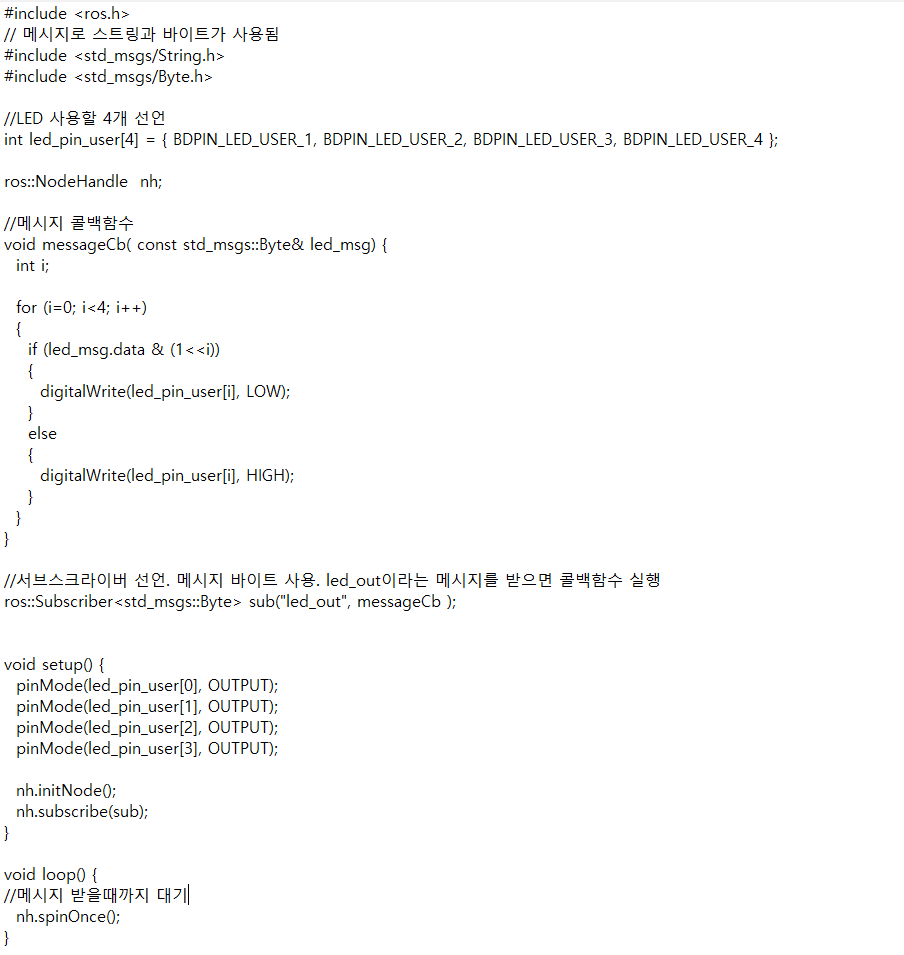 #include <ros.h>
// 메시지로 스트링과 바이트가 사용됨
#include <std_msgs/String.h>
#include <std_msgs/Byte.h>
//LED 사용할 4개 선언
int led_pin_user[4] = { BDPIN_LED_USER_1, BDPIN_LED_USER_2, BDPIN_LED_USER_3, BDPIN_LED_USER_4 };
ros::NodeHandle  nh;
//메시지 콜백함수
void messageCb( const std_msgs::Byte& led_msg) {
  int i;
  for (i=0; i<4; i++)
  {
    if (led_msg.data & (1<<i))
    {
      digitalWrite(led_pin_user[i], LOW);
    }
    else
    {
      digitalWrite(led_pin_user[i], HIGH);
    }
  }
}
//서브스크라이버 선언. 메시지 바이트 사용. led_out이라는 메시지를 받으면 콜백함수 실행
ros::Subscriber<std_msgs::Byte> sub("led_out", messageCb );
void setup() {
  pinMode(led_pin_user[0], OUTPUT);
  pinMode(led_pin_user[1], OUTPUT);
  pinMode(led_pin_user[2], OUTPUT);
  pinMode(led_pin_user[3], OUTPUT);
  nh.initNode();
  nh.subscribe(sub);
}
void loop() {
//메시지 받을때까지 대기
  nh.spinOnce();
}